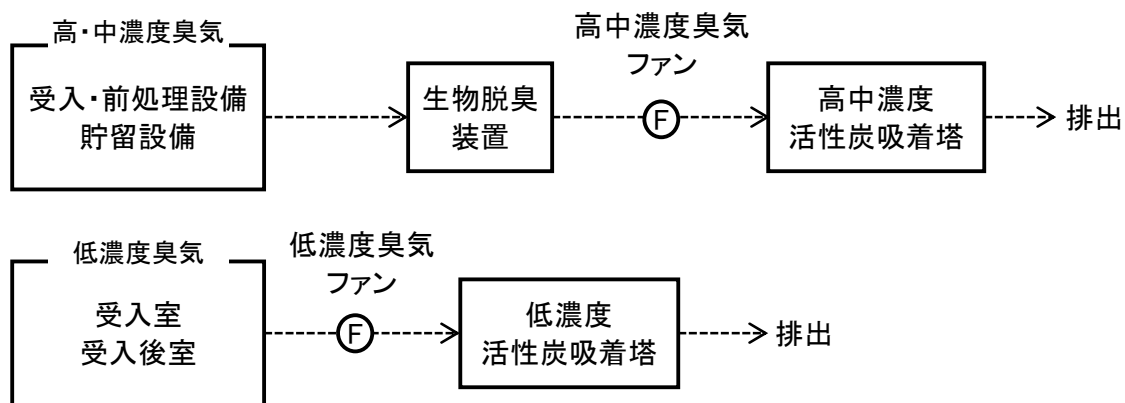 高・中濃度臭気
受入・前処理設備
貯留設備
生物脱臭
装置
高中濃度臭気
ファン
F
高中濃度
活性炭吸着塔
排出
低濃度臭気
受入室
受入後室
低濃度臭気
ファン
F
低濃度
活性炭吸着塔
排出